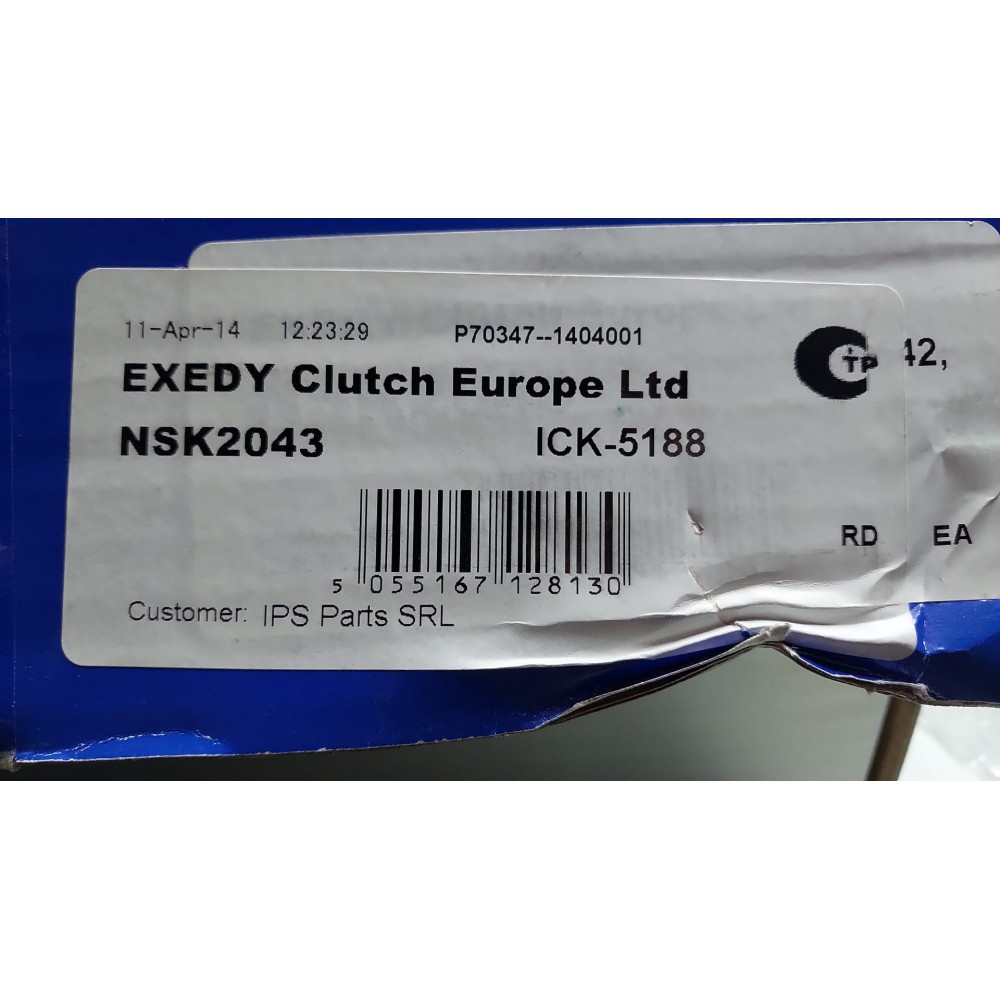 11-Apr-14 12:23:29 P70347--1404001
EXEDY Clutch Europe Ltd
TP 42,
NSK2043 ICK-5188
RD EA
5 055167 128130
Customer: IPS Parts SRL